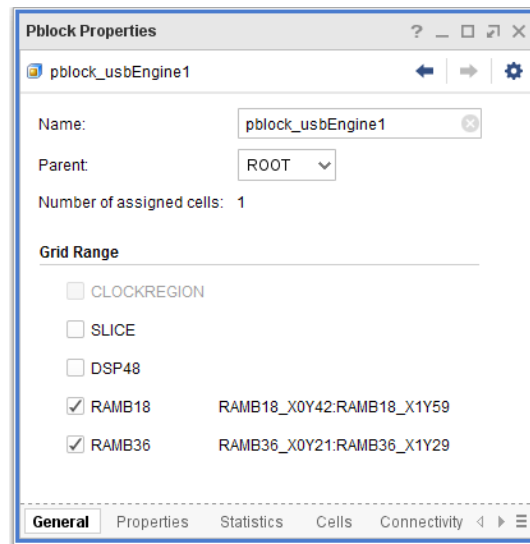 Pblock Properties
pblock_usbEngine1
Name: pblock_usbEngine1
Parent: ROOT
Number of assigned cells: 1
Grid Range
CLOCKREGION
SLICE
DSP48
RAMB18 RAMB18_X0Y42:RAMB18_X1Y59
RAMB36 RAMB36_X0Y21:RAMB36_X1Y29
General Properties Statistics Cells Connectivity